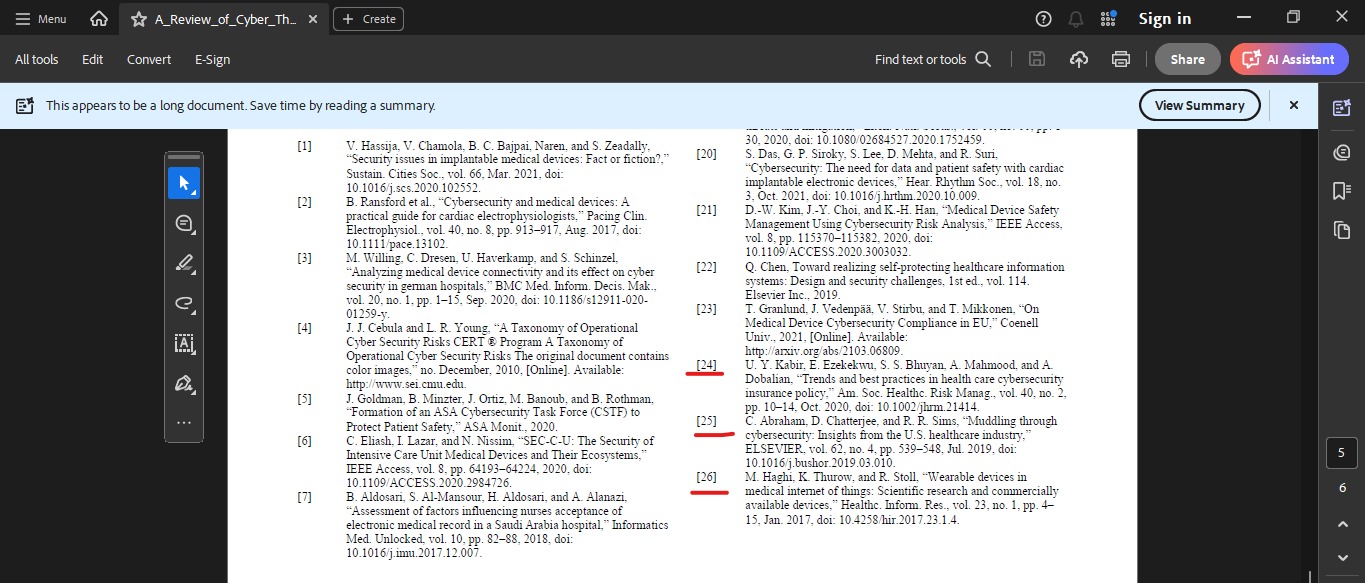 Menu
A_Review_of_Cyber_Th...
Create
Sign in
All tools
Edit
Convert
E-Sign
Find text or tools
Share
AI Assistant
This appears to be a long document. Save time by reading a summary.
View Summary
[1] V. Hassija, V. Chamola, B. C. Bajpai, Naren, and S. Zeadally,
“Security issues in implantable medical devices: Fact or fiction?,”
Sustain. Cities Soc., vol. 66, Mar. 2021, doi:
10.1016/j.scs.2020.102552.
[2] B. Ransford et al., “Cybersecurity and medical devices: A
practical guide for cardiac electrophysiologists,” Pacing Clin.
Electrophysiol., vol. 40, no. 8, pp. 913–917, Aug. 2017, doi:
10.1111/pace.13102.
[3] M. Willing, C. Dresen, U. Haverkamp, and S. Schinzel,
“Analyzing medical device connectivity and its effect on cyber
security in german hospitals,” BMC Med. Inform. Decis. Mak.,
vol. 20, no. 1, pp. 1–15, Sep. 2020, doi: 10.1186/s12911-020-
01259-y.
[4] J. J. Cebula and L. R. Young, “A Taxonomy of Operational
Cyber Security Risks CERT ® Program A Taxonomy of
Operational Cyber Security Risks The original document contains
color images,” no. December, 2010, [Online]. Available:
http://www.sei.cmu.edu.
[5] J. Goldman, B. Minzter, J. Ortiz, M. Banoub, and B. Rothman,
“Formation of an ASA Cybersecurity Task Force (CSTF) to
Protect Patient Safety,” ASA Monit., 2020.
[6] C. Eliash, I. Lazar, and N. Nissim, “SEC-C-U: The Security of
Intensive Care Unit Medical Devices and Their Ecosystems,”
IEEE Access, vol. 8, pp. 64193–64224, 2020, doi:
10.1109/ACCESS.2020.2984726.
[7] B. Aldosari, S. Al-Mansour, H. Aldosari, and A. Alanazi,
“Assessment of factors influencing nurses acceptance of
electronic medical record in a Saudi Arabia hospital,” Informatics
Med. Unlocked, vol. 10, pp. 82–88, 2018, doi:
10.1016/j.imu.2017.12.007.
30, 2020, doi: 10.1080/02684527.2020.1752459.
[20] S. Das, G. P. Siroky, S. Lee, D. Mehta, and R. Suri,
“Cybersecurity: The need for data and patient safety with cardiac
implantable electronic devices,” Hear. Rhythm Soc., vol. 18, no.
3, Oct. 2021, doi: 10.1016/j.hrthm.2020.10.009.
[21] D.-W. Kim, J.-Y. Choi, and K.-H. Han, “Medical Device Safety
Management Using Cybersecurity Risk Analysis,” IEEE Access,
vol. 8, pp. 115370–115382, 2020, doi:
10.1109/ACCESS.2020.3003032.
[22] Q. Chen, Toward realizing self-protecting healthcare information
systems: Design and security challenges, 1st ed., vol. 114.
Elsevier Inc., 2019.
[23] T. Granlund, J. Vedenpää, V. Stirbu, and T. Mikkonen, “On
Medical Device Cybersecurity Compliance in EU,” Coenell
Univ., 2021, [Online]. Available:
http://arxiv.org/abs/2103.06809.
[24] U. Y. Kabir, E. Ezekekwu, S. S. Bhuyan, A. Mahmood, and A.
Dobalian, “Trends and best practices in health care cybersecurity
insurance policy,” Am. Soc. Healthc. Risk Manag., vol. 40, no. 2,
pp. 10–14, Oct. 2020, doi: 10.1002/jhrm.21414.
[25] C. Abraham, D. Chatterjee, and R. R. Sims, “Muddling through
cybersecurity: Insights from the U.S. healthcare industry,”
ELSEVIER, vol. 62, no. 4, pp. 539–548, Jul. 2019, doi:
10.1016/j.bushor.2019.03.010.
[26] M. Haghi, K. Thurow, and R. Stoll, “Wearable devices in
medical internet of things: Scientific research and commercially
available devices,” Healthc. Inform. Res., vol. 23, no. 1, pp. 4–
15, Jan. 2017, doi: 10.4258/hir.2017.23.1.4.
5
6